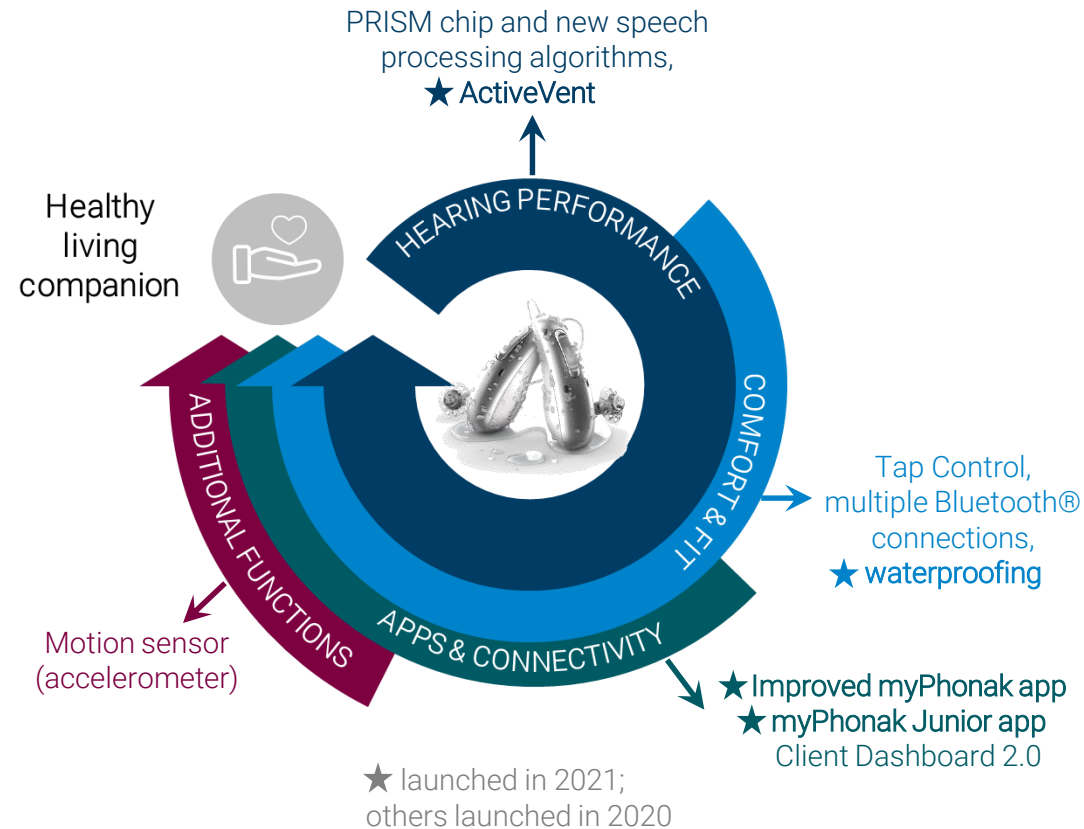 PRISM chip and new speech
processing algorithms,
★ ActiveVent
Healthy
living
companion
HEARING PERFORMANCE
COMFORT & FIT
Tap Control,
multiple Bluetooth®
connections,
★ waterproofing
ADDITIONAL FUNCTIONS
APPS & CONNECTIVITY
Motion sensor
(accelerometer)
★ Improved myPhonak app
★ myPhonak Junior app
Client Dashboard 2.0
★ launched in 2021;
others launched in 2020